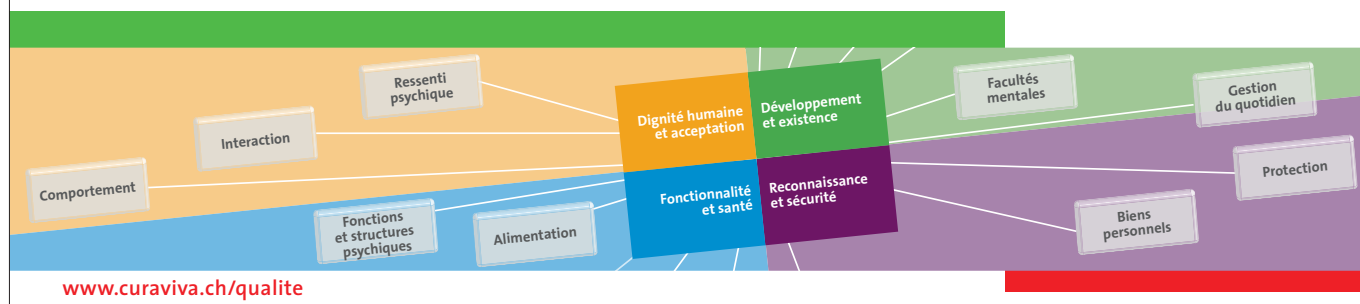 Ressenti
psychique
Interaction
Comportement
Dignité humaine
et acceptation
Développement
et existence
Fonctionnalité
et santé
Reconnaissance
et sécurité
Fonctions
et structures
psychiques
Alimentation
Facultés
mentales
Gestion
du quotidien
Protection
Biens
personnels
www.curaviva.ch/qualite